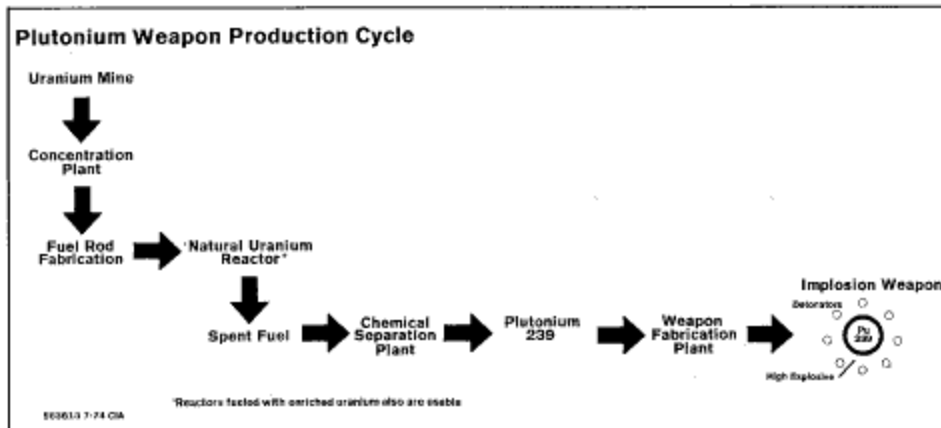 Plutonium Weapon Production Cycle
Uranium Mine
Concentration
Plant
Fuel Rod
Fabrication
*Natural Uranium
Reactor*
Spent Fuel
Chemical
Separation
Plant
Plutonium
239
Weapon
Fabrication
Plant
Implosion Weapon
Detonators
Pu
239
High Explosive
*Reactors fueled with enriched uranium also are usable
7-74 CIA